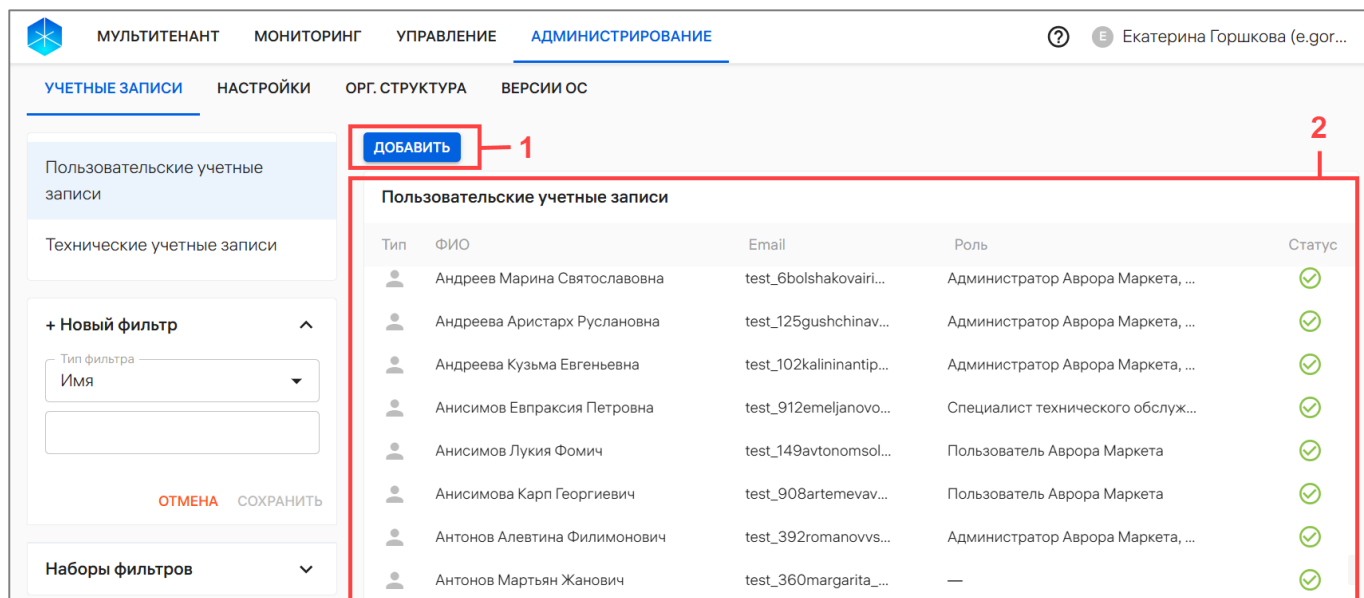 МУЛЬТИТЕНАНТ МОНИТОРИНГ УПРАВЛЕНИЕ АДМИНИСТРИРОВАНИЕ ? E Екатерина Горшкова (e.gor...
УЧЕТНЫЕ ЗАПИСИ НАСТРОЙКИ ОРГ. СТРУКТУРА ВЕРСИИ ОС
Пользовательские учетные
записи
Технические учетные записи
+ Новый фильтр
Тип фильтра
Имя
ОТМЕНА СОХРАНИТЬ
Наборы фильтров
ДОБАВИТЬ 1
2
Пользовательские учетные записи
Тип ФИО Email Роль Статус
Андреев Марина Святославовна test_6bolshakovairi... Администратор Аврора Маркета, ...
Андреева Аристарх Руслановна test_125gushchinav... Администратор Аврора Маркета, ...
Андреева Кузьма Евгеньевна test_102kalininantip... Администратор Аврора Маркета, ...
Анисимов Евпраксия Петровна test_912emeljanovo... Специалист технического обслуж...
Анисимов Лукия Фомич test_149avtonomsol... Пользователь Аврора Маркета
Анисимова Карп Георгиевич test_908artemevav... Пользователь Аврора Маркета
Антонов Алевтина Филимонович test_392romanovvs... Администратор Аврора Маркета, ...
Антонов Мартьян Жанович test_360margarita_... —